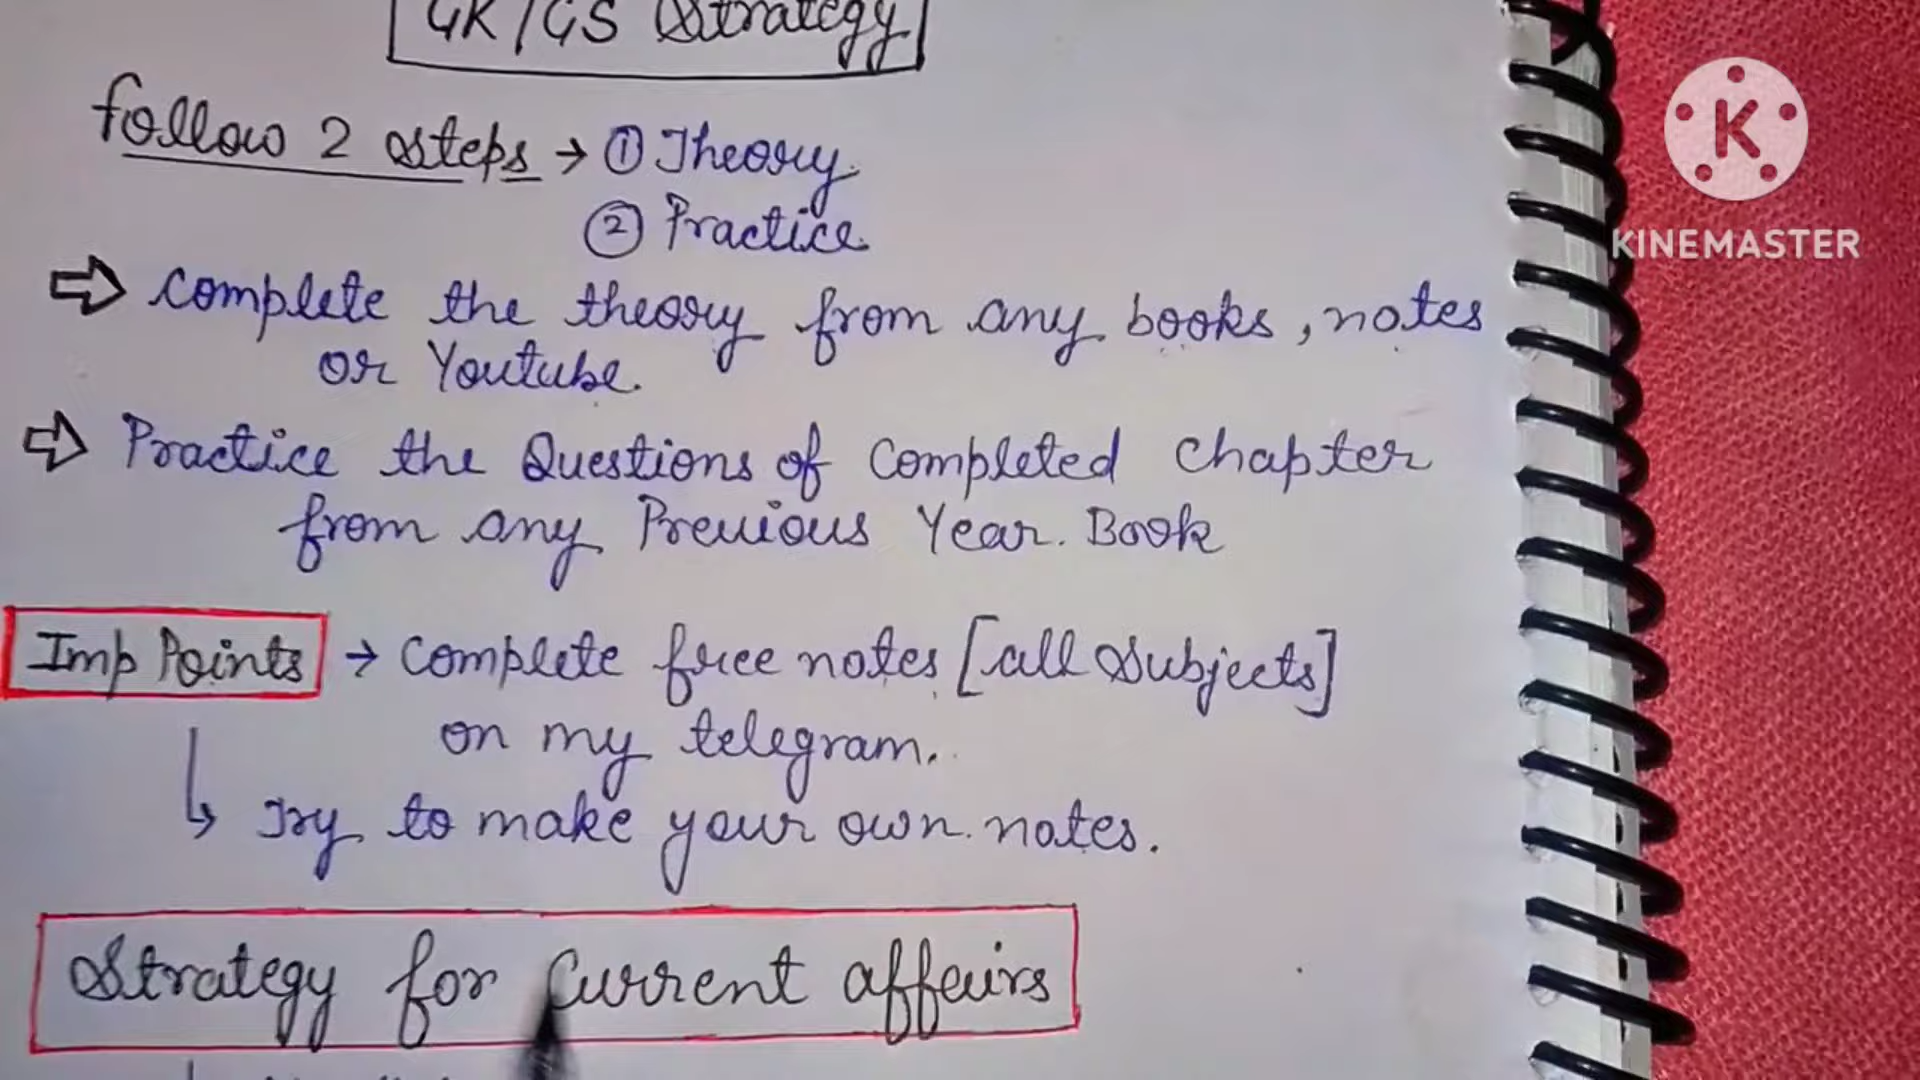 GK/GS Strategy
follow 2 steps → ① Theory
② Practice
⇨ Complete the theory from any books, notes
or Youtube.
⇨ Practice the Questions of Completed Chapter
from any Previous Year Book
Imp Points → Complete free notes [all Subjects]
on my telegram.
↳ Try to make your own notes.
Strategy for Current affairs
K
KINEMASTER